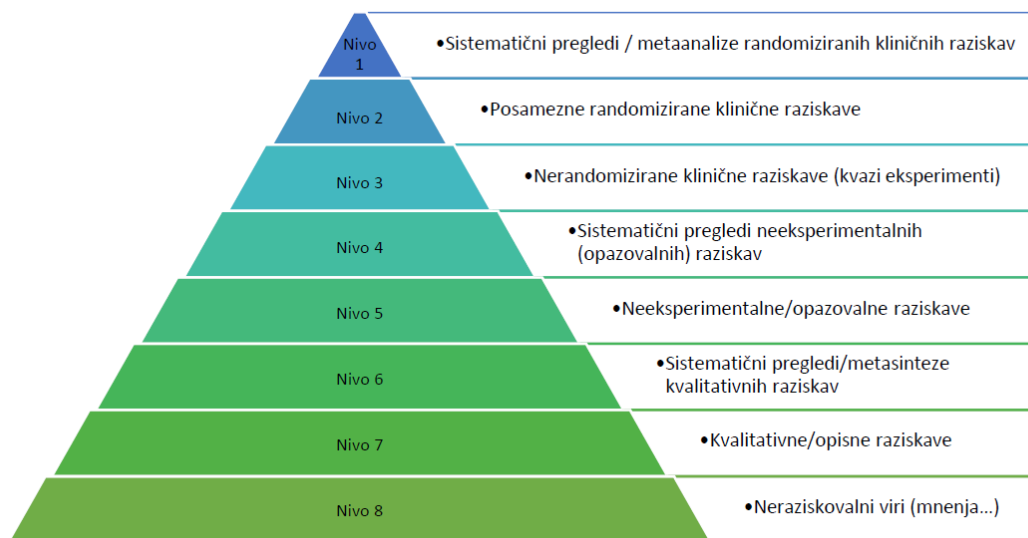 Nivo
1
•Sistematični pregledi / metaanalize randomiziranih kliničnih raziskav
Nivo 2
•Posamezne randomizirane klinične raziskave
Nivo 3
•Nerandomizirane klinične raziskave (kvazi eksperimenti)
Nivo 4
•Sistematični pregledi neeksperimentalnih
(opazovalnih) raziskav
Nivo 5
•Neeksperimentalne/opazovalne raziskave
Nivo 6
•Sistematični pregledi/metasinteze
kvalitativnih raziskav
Nivo 7
•Kvalitativne/opisne raziskave
Nivo 8
•Neraziskovalni viri (mnenja...)